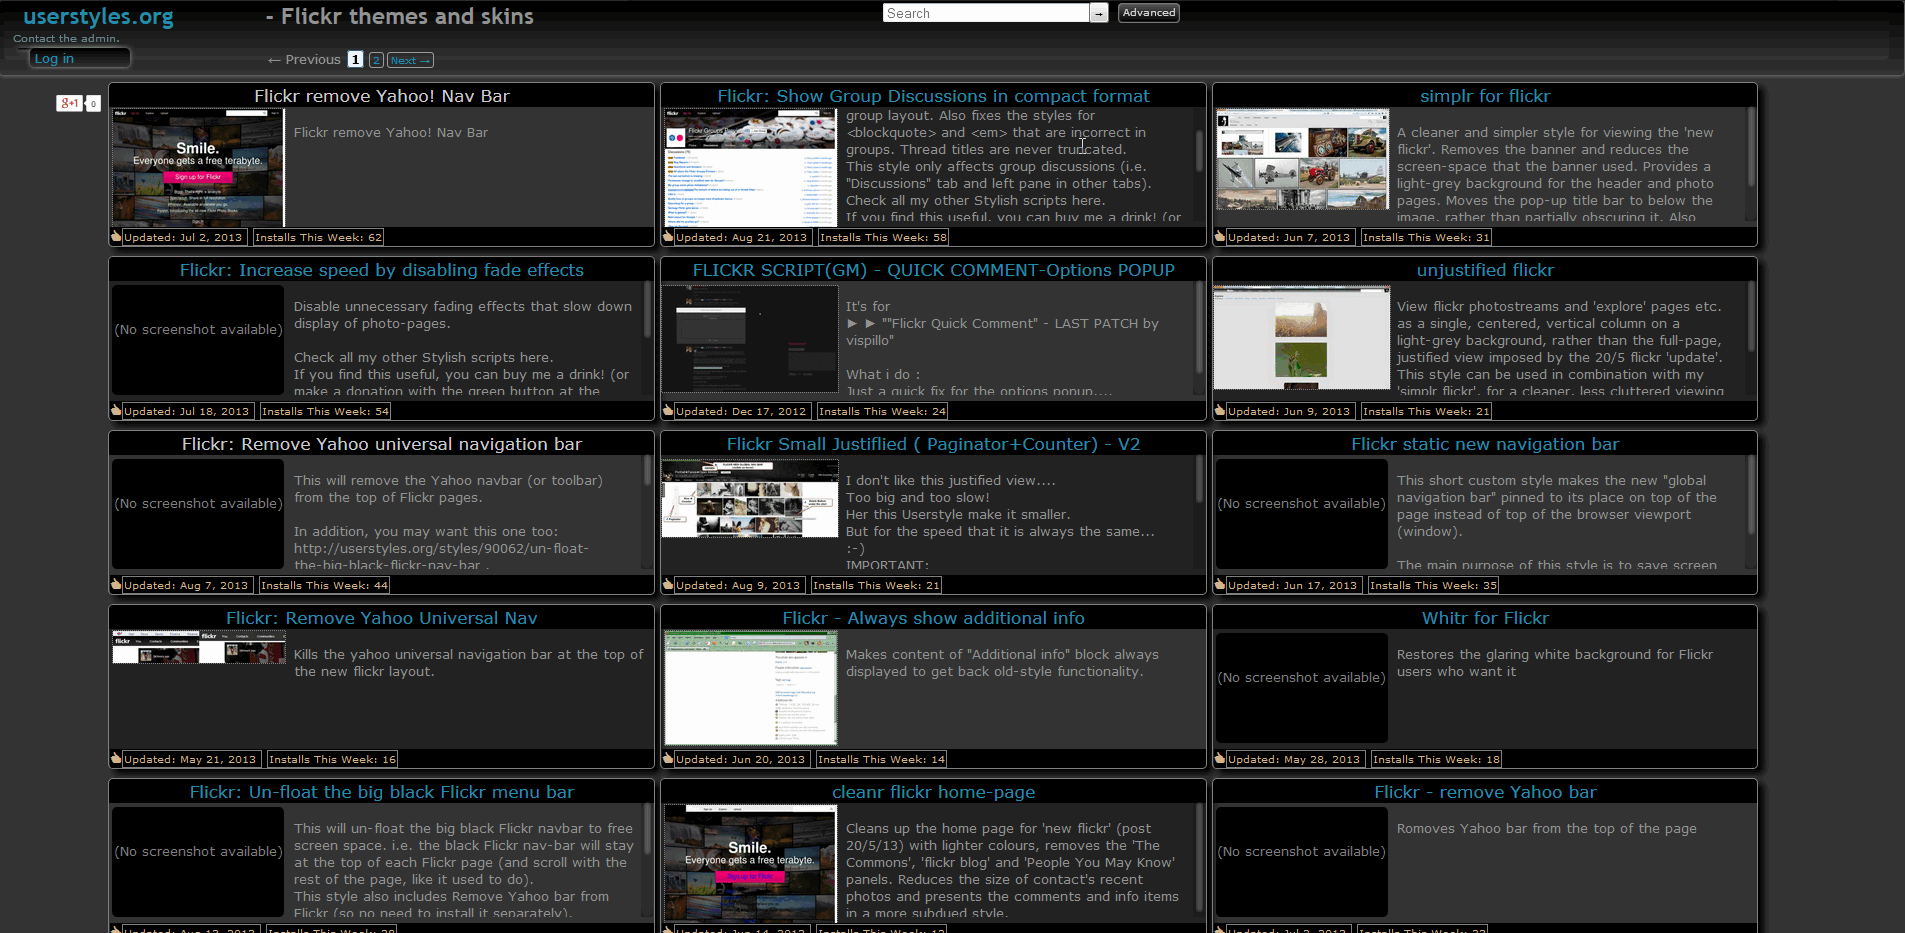 userstyles.org
- Flickr themes and skins
Search
→
Advanced
Contact the admin.
Log in
← Previous 1 2 Next →
g+1 0
Flickr remove Yahoo! Nav Bar
flickr
Smile.
Everyone gets a free terabyte.
Sign up for Flickr
Flickr remove Yahoo! Nav Bar
Updated: Jul 2, 2013 Installs This Week: 62
Flickr: Show Group Discussions in compact format
group layout. Also fixes the styles for
<blockquote> and <em> that are incorrect in
groups. Thread titles are never truncated.
This style only affects group discussions (i.e.
"Discussions" tab and left pane in other tabs).
Check all my other Stylish scripts here.
If you find this useful, you can buy me a drink! (or
Updated: Aug 21, 2013 Installs This Week: 58
simplr for flickr
A cleaner and simpler style for viewing the 'new
flickr'. Removes the banner and reduces the
screen-space that the banner used. Provides a
light-grey background for the header and photo
pages. Moves the pop-up title bar to below the
image, rather than partially obscuring it. Also
Updated: Jun 7, 2013 Installs This Week: 31
Flickr: Increase speed by disabling fade effects
(No screenshot available)
Disable unnecessary fading effects that slow down
display of photo-pages.
Check all my other Stylish scripts here.
If you find this useful, you can buy me a drink! (or
make a donation with the green button at the
Updated: Jul 18, 2013 Installs This Week: 54
FLICKR SCRIPT(GM) - QUICK COMMENT-Options POPUP
It's for
► ► ""Flickr Quick Comment" - LAST PATCH by
vispillo"
What i do :
Just a quick fix for the options popup....
Updated: Dec 17, 2012 Installs This Week: 24
unjustified flickr
View flickr photostreams and 'explore' pages etc.
as a single, centered, vertical column on a
light-grey background, rather than the full-page,
justified view imposed by the 20/5 flickr 'update'.
This style can be used in combination with my
'simplr flickr', for a cleaner, less cluttered viewing
Updated: Jun 9, 2013 Installs This Week: 21
Flickr: Remove Yahoo universal navigation bar
(No screenshot available)
This will remove the Yahoo navbar (or toolbar)
from the top of Flickr pages.
In addition, you may want this one too:
http://userstyles.org/styles/90062/un-float-
the-big-black-flickr-nav-bar .
Updated: Aug 7, 2013 Installs This Week: 44
Flickr Small Justiflied ( Paginator+Counter) - V2
I don't like this justified view....
Too big and too slow!
Her this Userstyle make it smaller.
But for the speed that it is always the same...
:-)
IMPORTANT:
Updated: Aug 9, 2013 Installs This Week: 21
Flickr static new navigation bar
(No screenshot available)
This short custom style makes the new "global
navigation bar" pinned to its place on top of the
page instead of top of the browser viewport
(window).
The main purpose of this style is to save screen
Updated: Jun 17, 2013 Installs This Week: 35
Flickr: Remove Yahoo Universal Nav
Kills the yahoo universal navigation bar at the top of
the new flickr layout.
Updated: May 21, 2013 Installs This Week: 16
Flickr - Always show additional info
Makes content of "Additional info" block always
displayed to get back old-style functionality.
Updated: Jun 20, 2013 Installs This Week: 14
Whitr for Flickr
(No screenshot available)
Restores the glaring white background for Flickr
users who want it
Updated: May 28, 2013 Installs This Week: 18
Flickr: Un-float the big black Flickr menu bar
(No screenshot available)
This will un-float the big black Flickr navbar to free
screen space. i.e. the black Flickr nav-bar will stay
at the top of each Flickr page (and scroll with the
rest of the page, like it used to do).
This style also includes Remove Yahoo bar from
Flickr (so no need to install it separately).
cleanr flickr home-page
Smile.
Everyone gets a free terabyte.
Sign up for Flickr
Cleans up the home page for 'new flickr' (post
20/5/13) with lighter colours, removes the 'The
Commons', 'flickr blog' and 'People You May Know'
panels. Reduces the size of contact's recent
photos and presents the comments and info items
in a more subdued style.
Flickr - remove Yahoo bar
(No screenshot available)
Romoves Yahoo bar from the top of the page